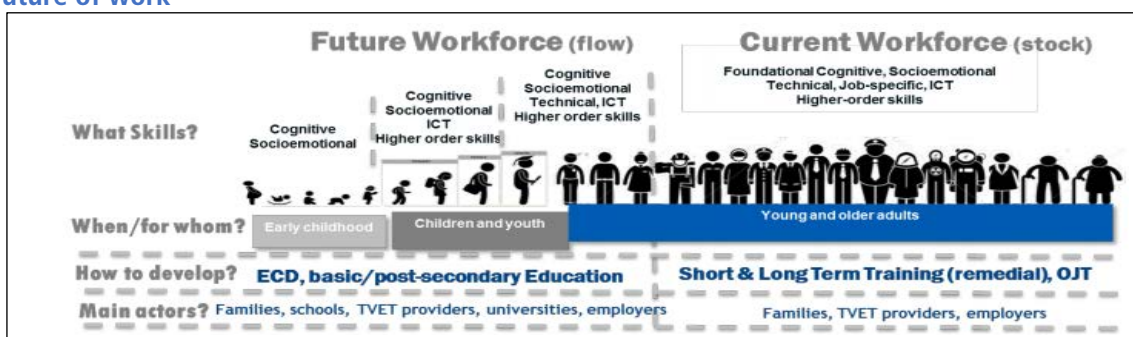 Future of Work
Future Workforce (flow)
Current Workforce (stock)
What Skills?
Cognitive
Socioemotional
Cognitive
Socioemotional
ICT
Higher order skills
Cognitive
Socioemotional
Technical, ICT
Higher order skills
Foundational Cognitive, Socioemotional
Technical, Job-specific, ICT
Higher-order skills
When/for whom?
Early childhood
Children and youth
Young and older adults
How to develop?
ECD, basic/post-secondary Education
Short & Long Term Training (remedial), OJT
Main actors?
Families, schools, TVET providers, universities, employers
Families, TVET providers, employers